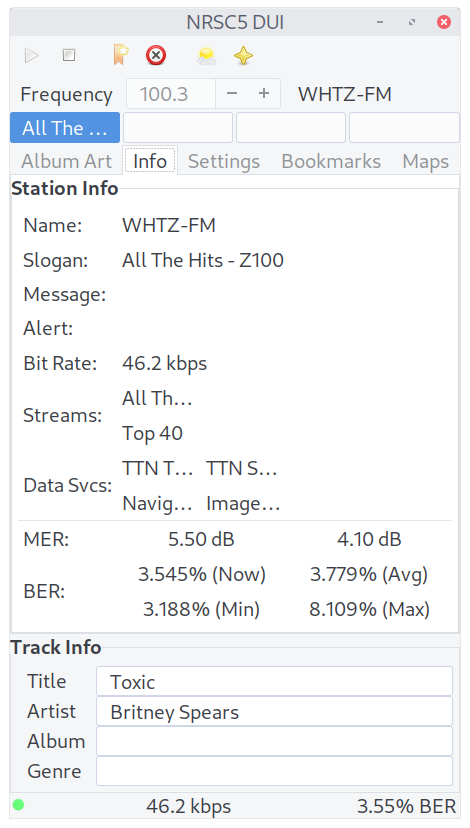 NRSC5 DUI
Frequency 100.3 − + WHTZ-FM
All The ...
Album Art Info Settings Bookmarks Maps
Station Info
Name: WHTZ-FM
Slogan: All The Hits - Z100
Message:
Alert:
Bit Rate: 46.2 kbps
Streams: All Th...
Top 40
Data Svcs: TTN T... TTN S...
Navig... Image...
MER: 5.50 dB 4.10 dB
BER: 3.545% (Now) 3.779% (Avg)
3.188% (Min) 8.109% (Max)
Track Info
Title Toxic
Artist Britney Spears
Album
Genre
46.2 kbps 3.55% BER